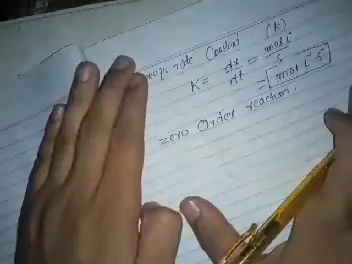 rate Constant (K)
K = dx/dt = mol L⁻¹/s
= mol L⁻¹ s⁻¹
zero Order reaction.